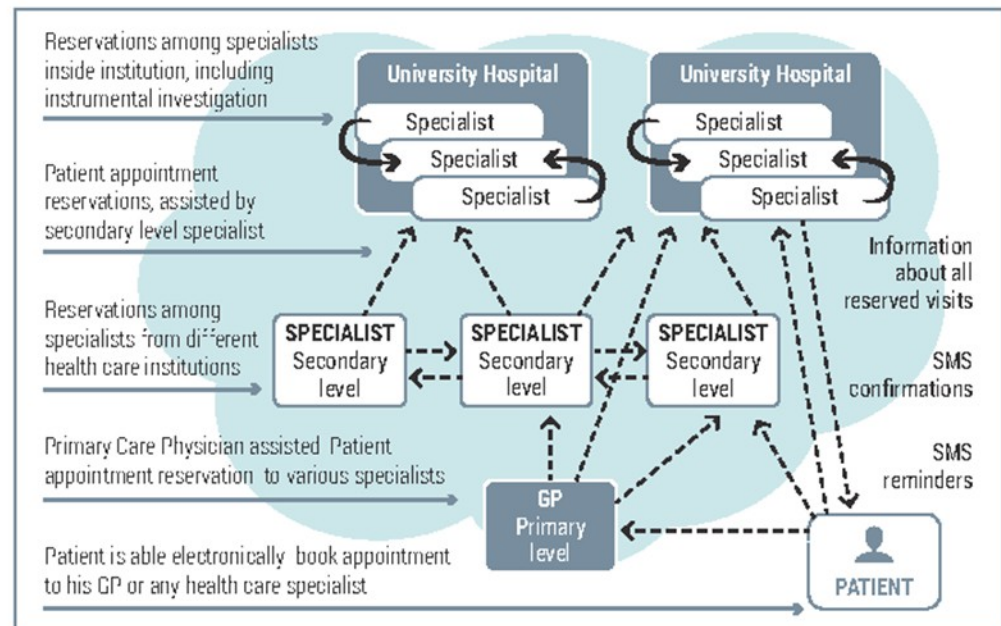 Reservations among specialists
inside institution, including
instrumental investigation
Patient appointment
reservations, assisted by
secondary level specialist
Reservations among
specialists from different
health care institutions
Primary Care Physician assisted Patient
appointment reservation to various specialists
Patient is able electronically book appointment
to his GP or any health care specialist
University Hospital
Specialist
Specialist
Specialist
University Hospital
Specialist
Specialist
Specialist
SPECIALIST
Secondary
level
SPECIALIST
Secondary
level
SPECIALIST
Secondary
level
GP
Primary
level
Information
about all
reserved visits
SMS
confirmations
SMS
reminders
PATIENT